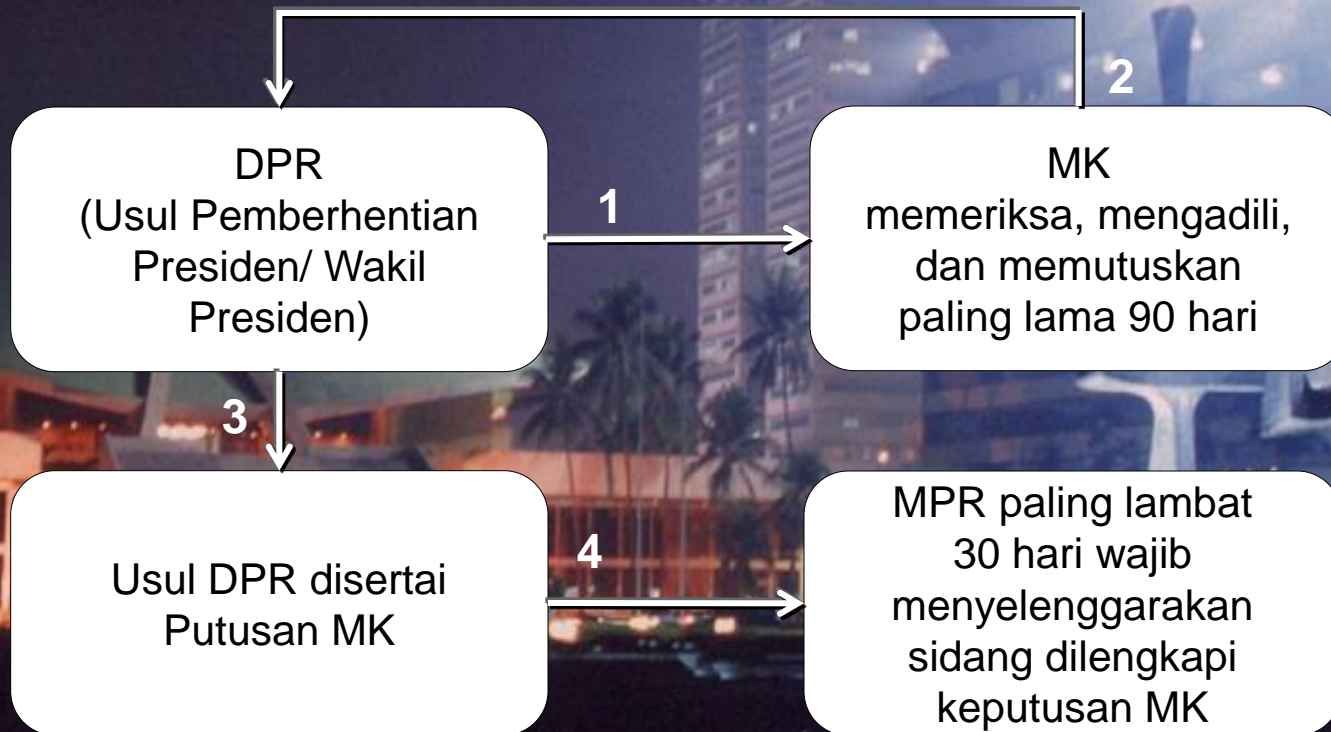 DPR
(Usul Pemberhentian
Presiden/ Wakil
Presiden)
1
2
MK
memeriksa, mengadili,
dan memutuskan
paling lama 90 hari
3
Usul DPR disertai
Putusan MK
4
MPR paling lambat
30 hari wajib
menyelenggarakan
sidang dilengkapi
keputusan MK